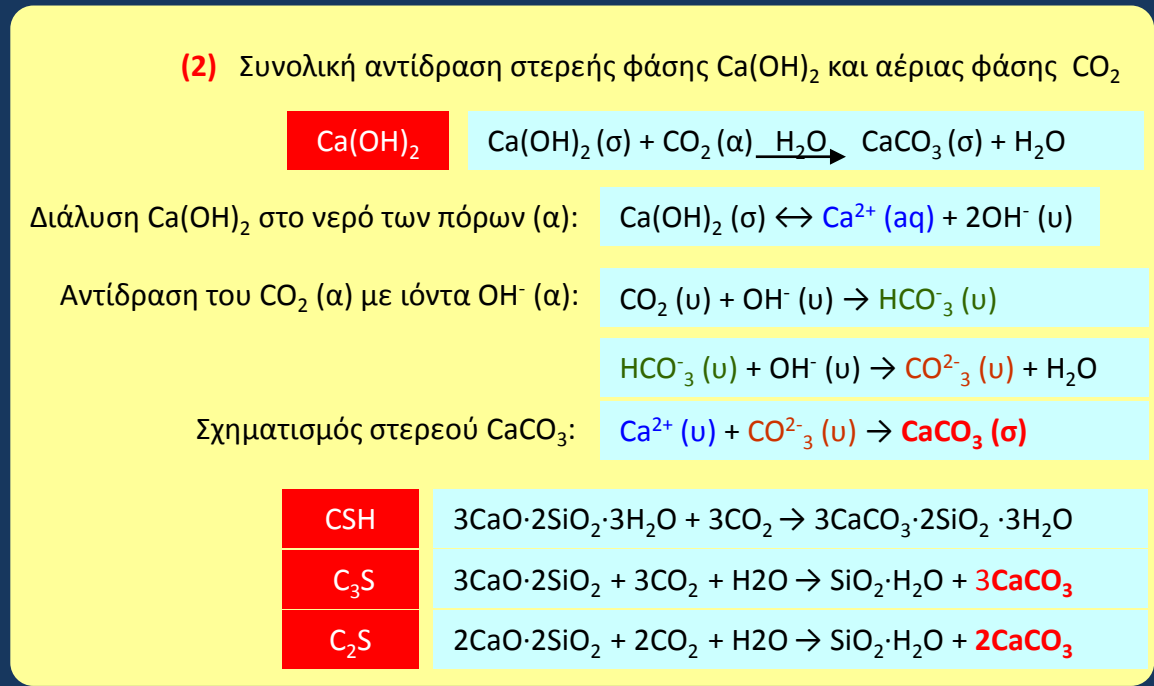 (2) Συνολική αντίδραση στερεής φάσης Ca(OH)₂ και αέριας φάσης CO₂
Ca(OH)₂ Ca(OH)₂ (σ) + CO₂ (α) H₂O→ CaCO₃ (σ) + H₂O
Διάλυση Ca(OH)₂ στο νερό των πόρων (α): Ca(OH)₂ (σ) ↔ Ca²⁺ (aq) + 2OH⁻ (υ)
Αντίδραση του CO₂ (α) με ιόντα OH⁻ (α): CO₂ (υ) + OH⁻ (υ) → HCO⁻₃ (υ)
HCO⁻₃ (υ) + OH⁻ (υ) → CO²⁻₃ (υ) + H₂O
Σχηματισμός στερεού CaCO₃: Ca²⁺ (υ) + CO²⁻₃ (υ) → CaCO₃ (σ)
CSH 3CaO·2SiO₂·3H₂O + 3CO₂ → 3CaCO₃·2SiO₂ ·3H₂O
C₃S 3CaO·2SiO₂ + 3CO₂ + H2O → SiO₂·H₂O + 3CaCO₃
C₂S 2CaO·2SiO₂ + 2CO₂ + H2O → SiO₂·H₂O + 2CaCO₃